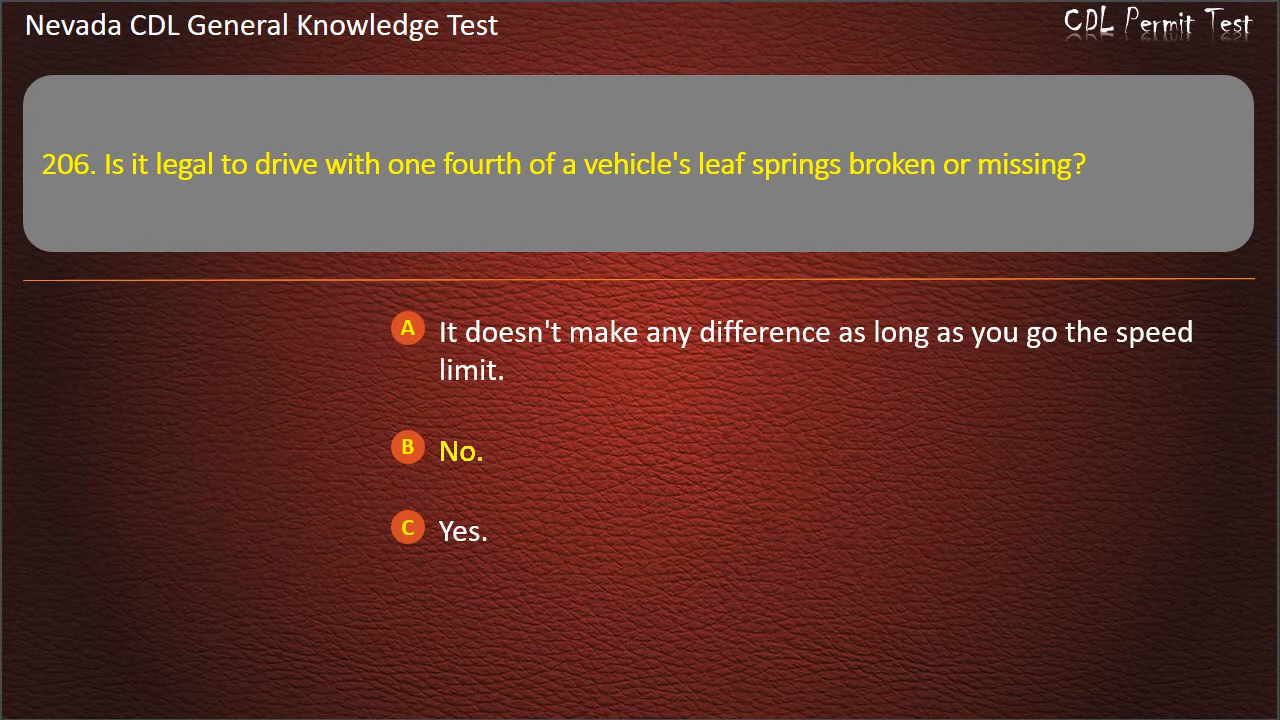 Nevada CDL General Knowledge Test
CDL Permit Test
206. Is it legal to drive with one fourth of a vehicle's leaf springs broken or missing?
A It doesn't make any difference as long as you go the speed
limit.
B No.
C Yes.